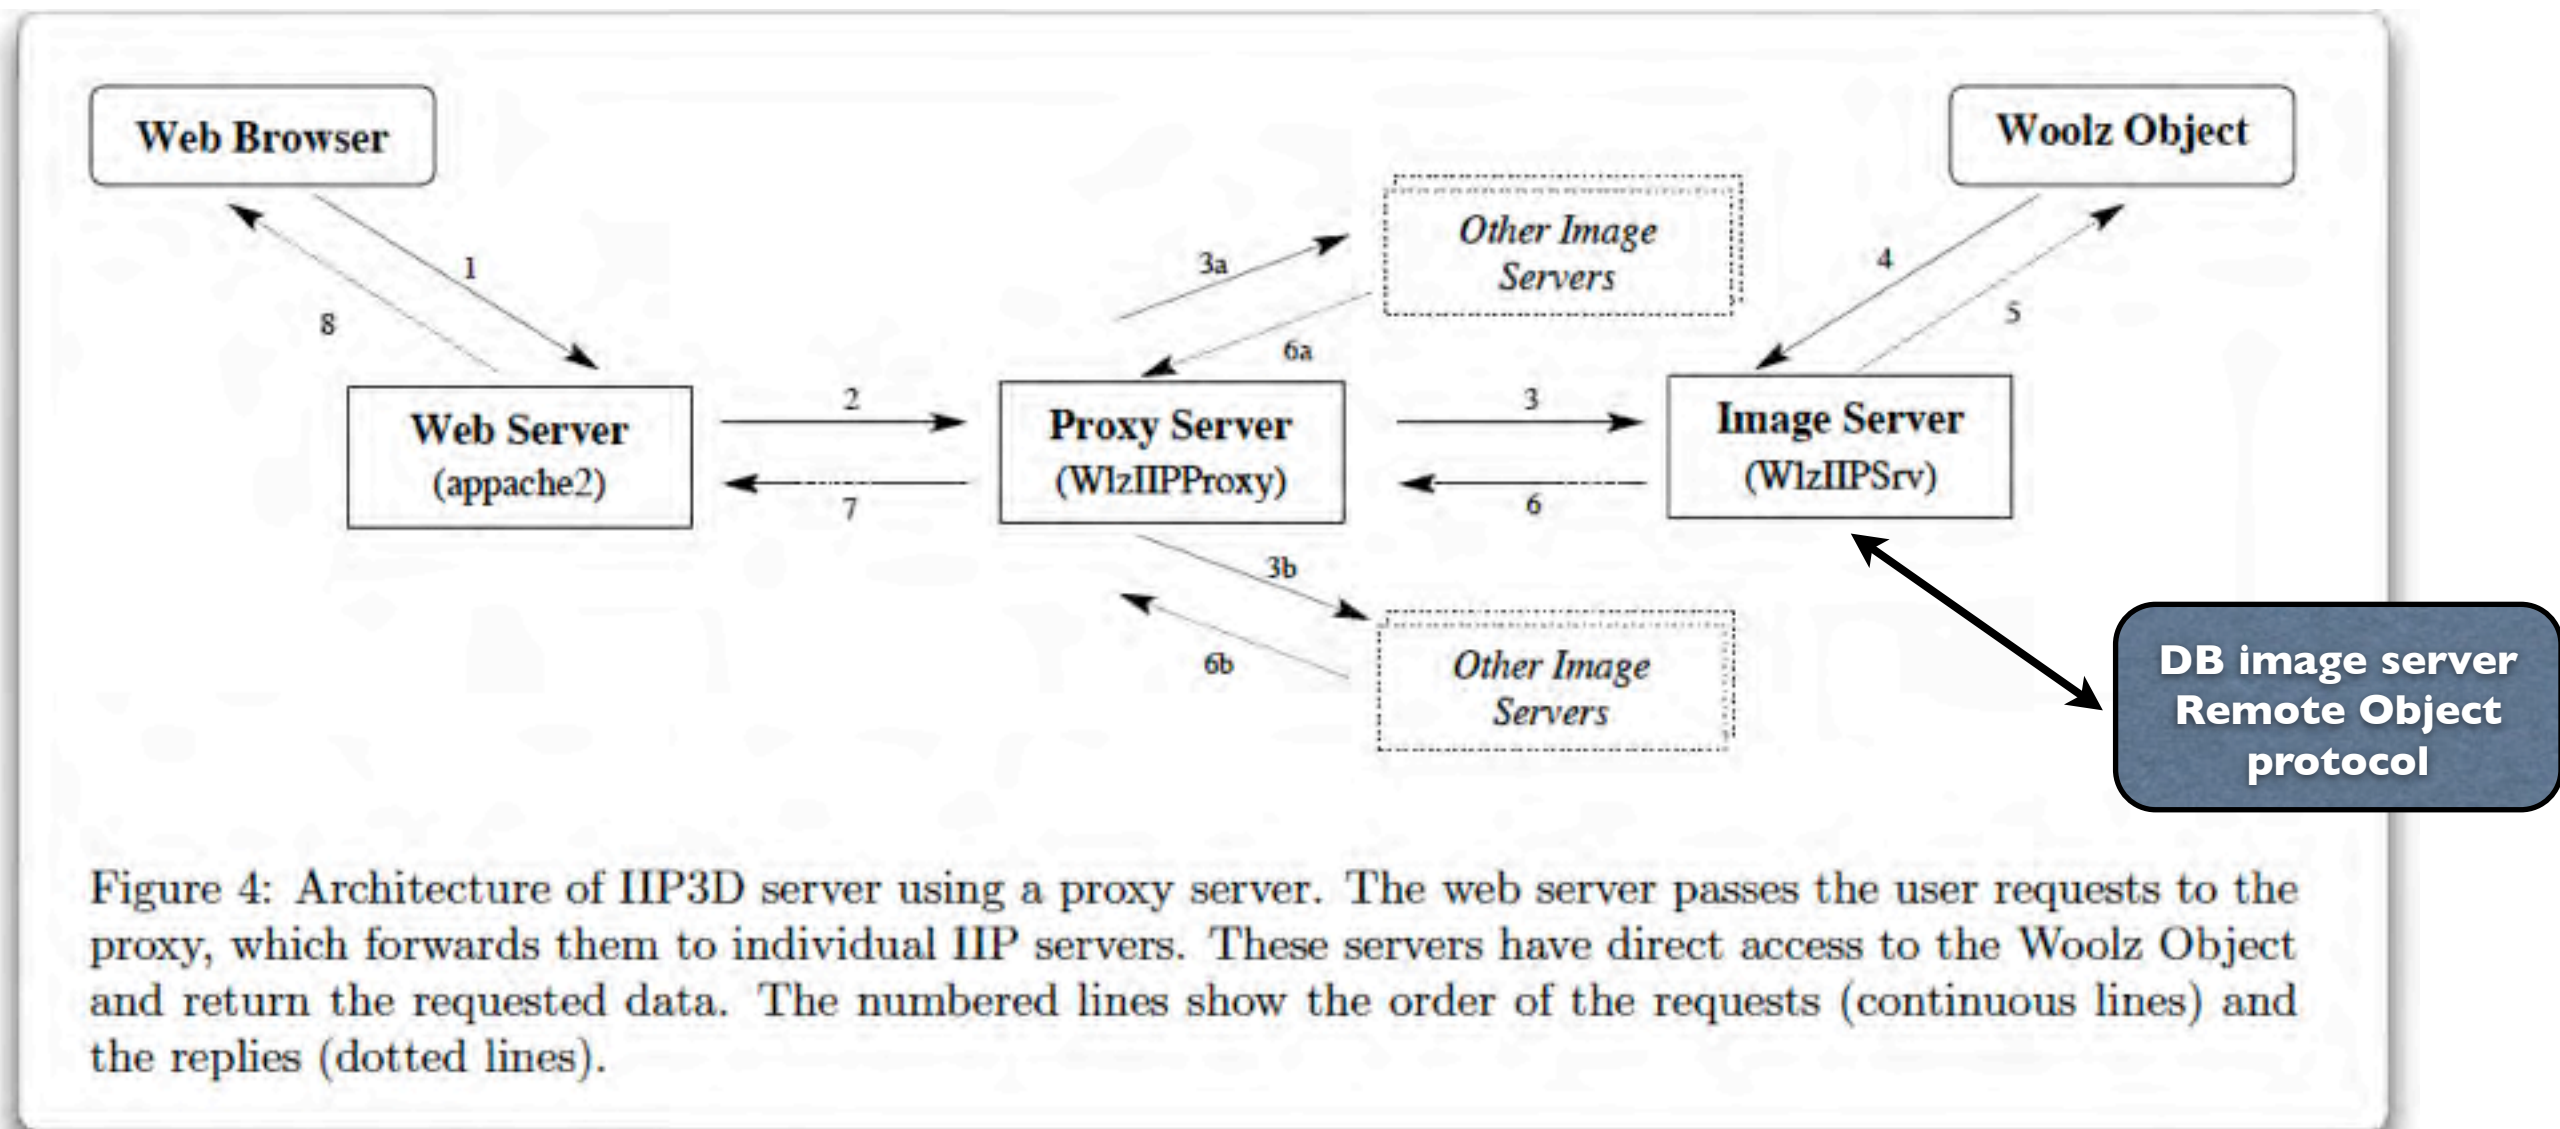 Web Browser
Woolz Object
Other Image
Servers
3a
1
4
8
5
6a
Web Server
(appache2)
2
Proxy Server
(WlzIIPProxy)
3
Image Server
(WlzIIPSrv)
7
6
3b
6b
Other Image
Servers
DB image server
Remote Object
protocol
Figure 4: Architecture of IIP3D server using a proxy server. The web server passes the user requests to the
proxy, which forwards them to individual IIP servers. These servers have direct access to the Woolz Object
and return the requested data. The numbered lines show the order of the requests (continuous lines) and
the replies (dotted lines).